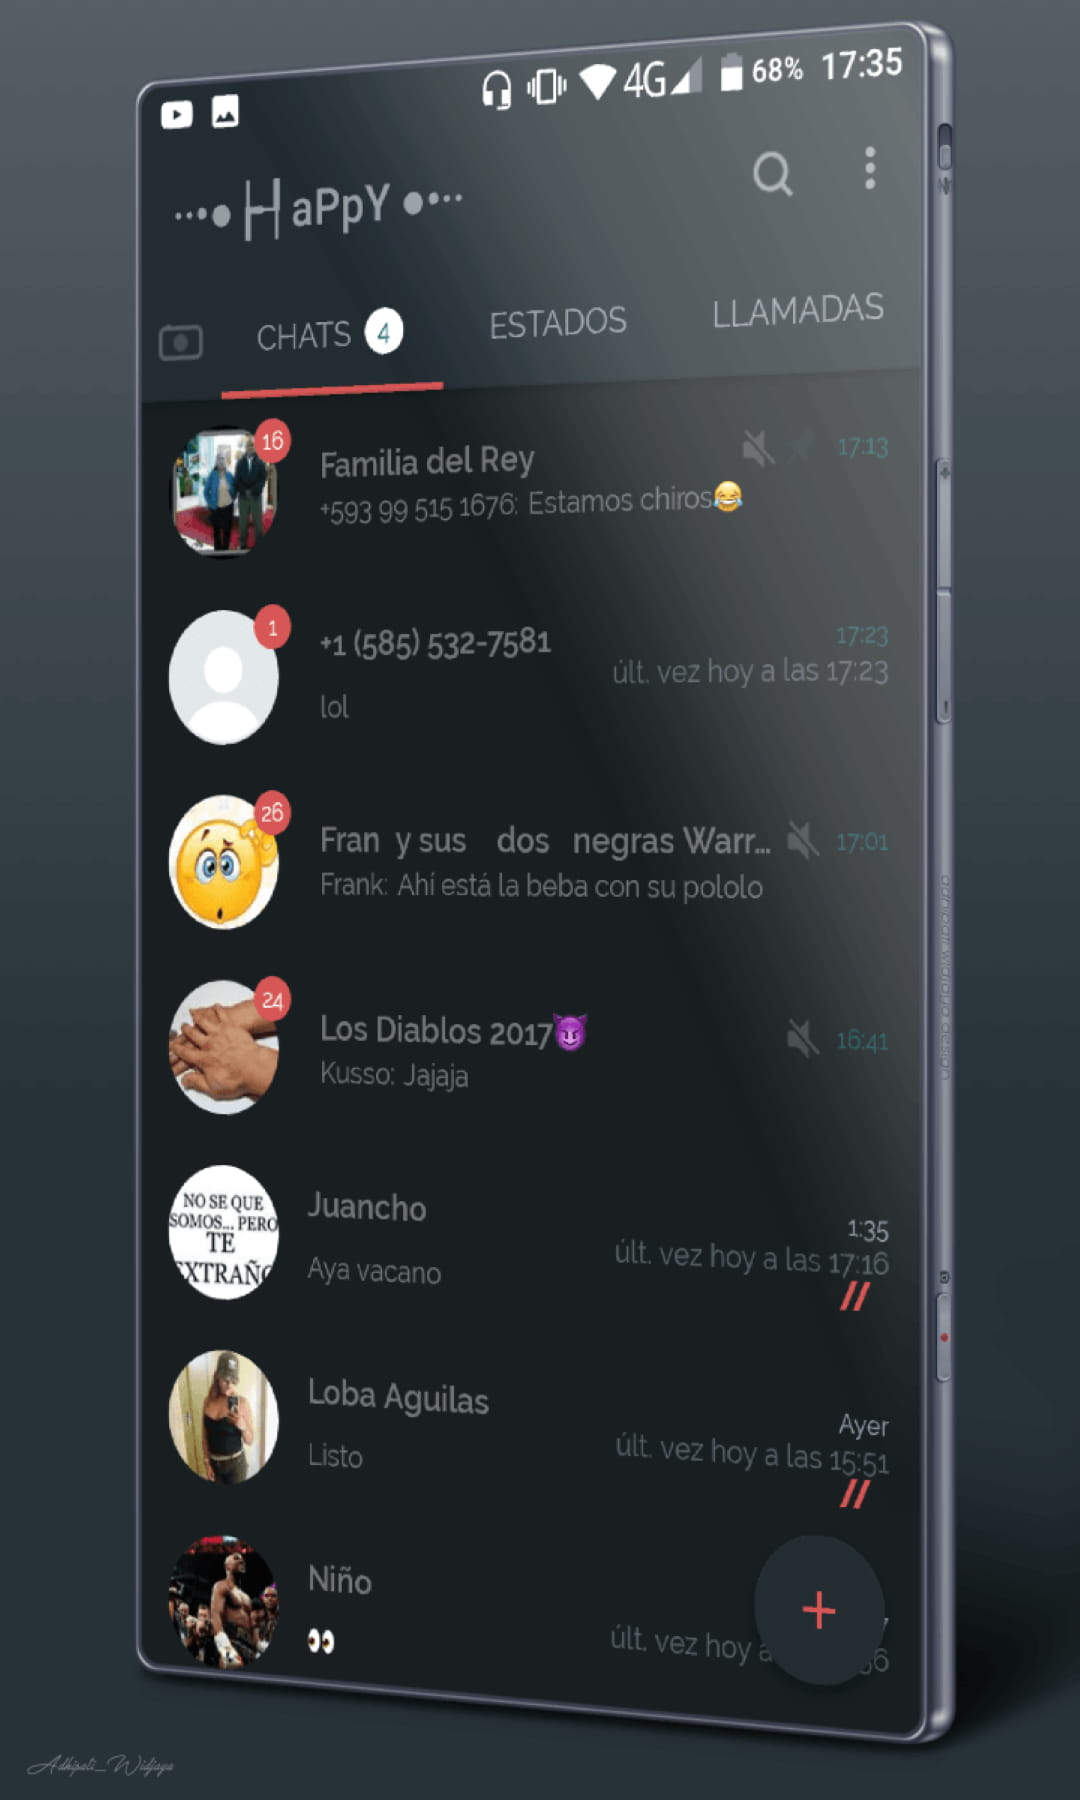 4G 68% 17:35
···•HaPpY•···
CHATS 4 ESTADOS LLAMADAS
16 Familia del Rey 17:13
+593 99 515 1676: Estamos chiros😂
1 +1 (585) 532-7581 17:23
últ. vez hoy a las 17:23
lol
26 Fran y sus dos negras Warr... 17:01
Frank: Ahí está la beba con su pololo
24 Los Diablos 2017😈 16:41
Kusso: Jajaja
NO SE QUE
SOMOS... PERO
TE
EXTRAÑO
Juancho 1:35
últ. vez hoy a las 17:16
Aya vacano
//
Loba Aguilas Ayer
últ. vez hoy a las 15:51
Listo
//
Niño
👀 últ. vez hoy a
+
Adhipati_Widjaya